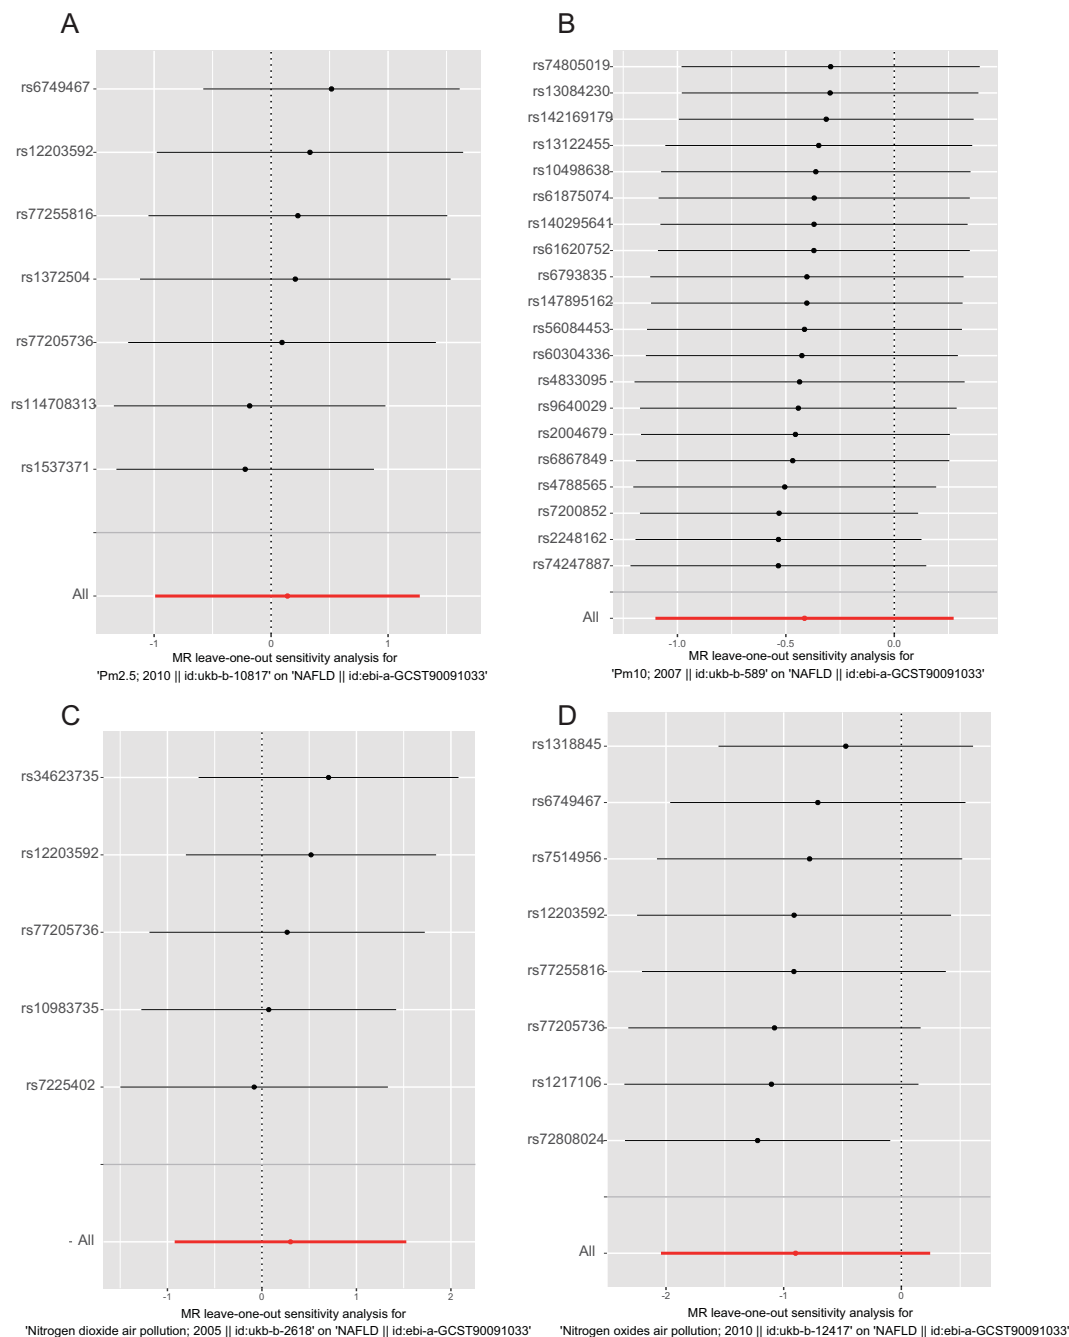 A
rs6749467
rs12203592
rs77255816
rs1372504
rs77205736
rs114708313
rs1537371
All
-1 0 1
MR leave-one-out sensitivity analysis for
'Pm2.5; 2010 || id:ukb-b-10817' on 'NAFLD || id:ebi-a-GCST90091033'
B
rs74805019
rs13084230
rs142169179
rs13122455
rs10498638
rs61875074
rs140295641
rs61620752
rs6793835
rs147895162
rs56084453
rs60304336
rs4833095
rs9640029
rs2004679
rs6867849
rs4788565
rs7200852
rs2248162
rs74247887
All
-1.0 -0.5 0.0
MR leave-one-out sensitivity analysis for
'Pm10; 2007 || id:ukb-b-589' on 'NAFLD || id:ebi-a-GCST90091033'
C
rs34623735
rs12203592
rs77205736
rs10983735
rs7225402
All
-1 0 1 2
MR leave-one-out sensitivity analysis for
'Nitrogen dioxide air pollution; 2005 || id:ukb-b-2618' on 'NAFLD || id:ebi-a-GCST90091033'
D
rs1318845
rs6749467
rs7514956
rs12203592
rs77255816
rs77205736
rs1217106
rs72808024
All
-2 -1 0
MR leave-one-out sensitivity analysis for
'Nitrogen oxides air pollution; 2010 || id:ukb-b-12417' on 'NAFLD || id:ebi-a-GCST90091033'